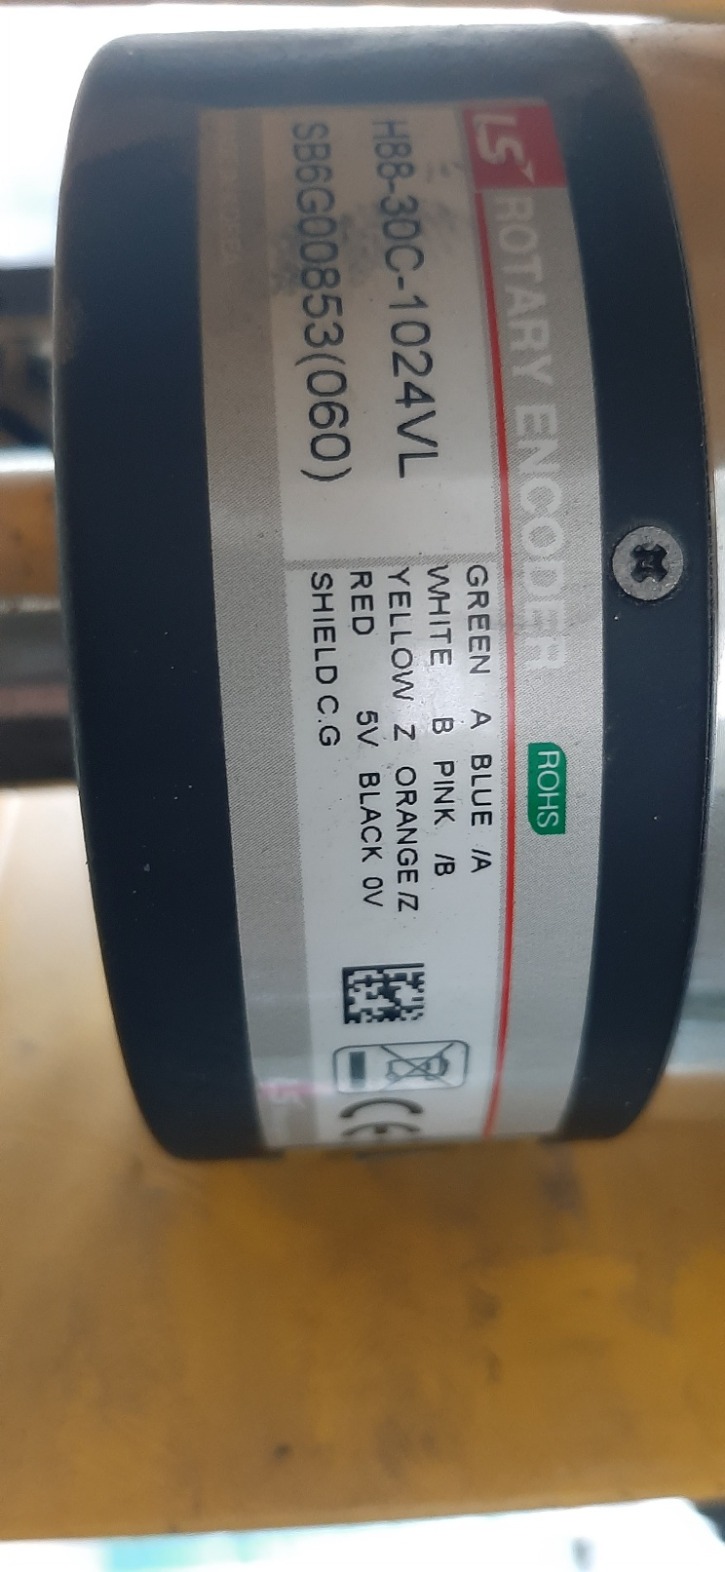 LS
ROTARY ENCODER
ROHS
H88-30C-1024VL
SB6G00853(060)
GREEN A BLUE /A
WHITE B PINK /B
YELLOW Z ORANGE /Z
RED 5V BLACK 0V
SHIELD C.G
CE